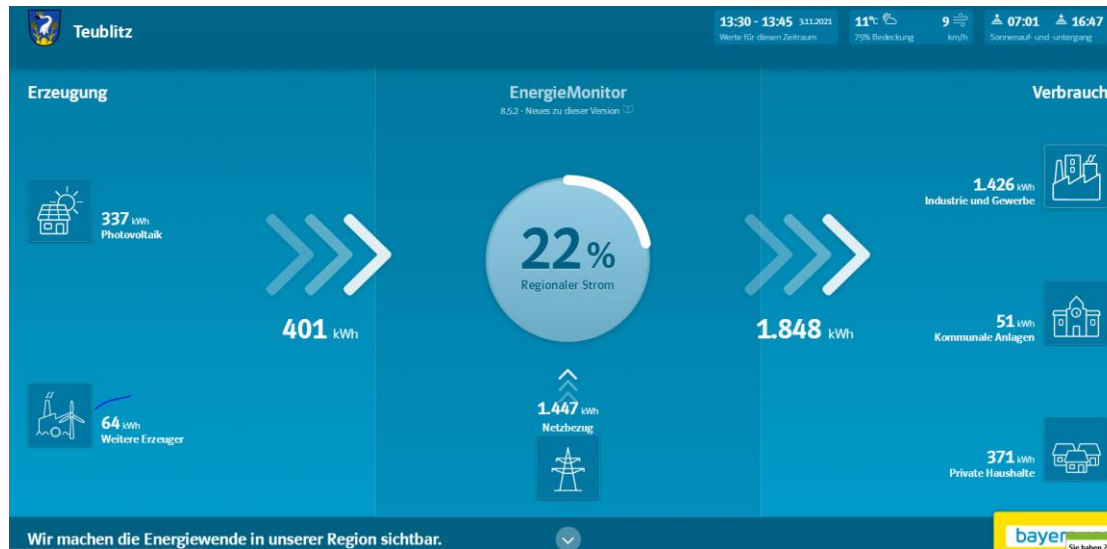 Teublitz
13:30 - 13:45 3.11.2021
Werte für diesen Zeitraum
11°C
75% Bedeckung
9
km/h
07:01 16:47
Sonnenauf- und -untergang
Erzeugung
EnergieMonitor
8.5.2 - Neues zu dieser Version
Verbrauch
337 kWh
Photovoltaik
401 kWh
64 kWh
Weitere Erzeuger
22%
Regionaler Strom
1.447 kWh
Netzbezug
1.848 kWh
1.426 kWh
Industrie und Gewerbe
51 kWh
Kommunale Anlagen
371 kWh
Private Haushalte
Wir machen die Energiewende in unserer Region sichtbar.
Sie haben